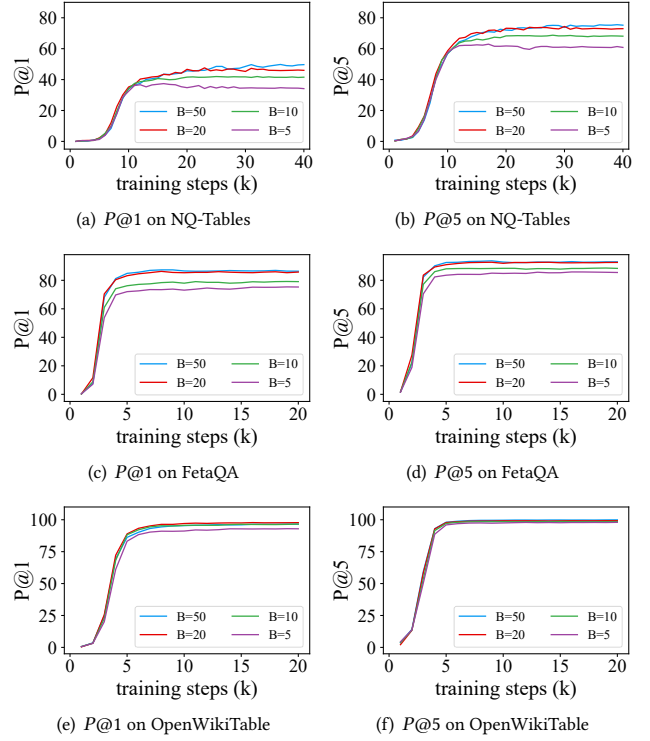 P@1
80
60
40
20
0
B=50
B=10
B=20
B=5
0
10
20
30
40
training steps (k)
(a) P@1 on NQ-Tables
P@5
80
60
40
20
0
B=50
B=10
B=20
B=5
0
10
20
30
40
training steps (k)
(b) P@5 on NQ-Tables
P@1
80
60
40
20
0
B=50
B=10
B=20
B=5
0
5
10
15
20
training steps (k)
(c) P@1 on FetaQA
P@5
80
60
40
20
0
B=50
B=10
B=20
B=5
0
5
10
15
20
training steps (k)
(d) P@5 on FetaQA
P@1
100
75
50
25
0
B=50
B=10
B=20
B=5
0
5
10
15
20
training steps (k)
(e) P@1 on OpenWikiTable
P@5
100
75
50
25
0
B=50
B=10
B=20
B=5
0
5
10
15
20
training steps (k)
(f) P@5 on OpenWikiTable